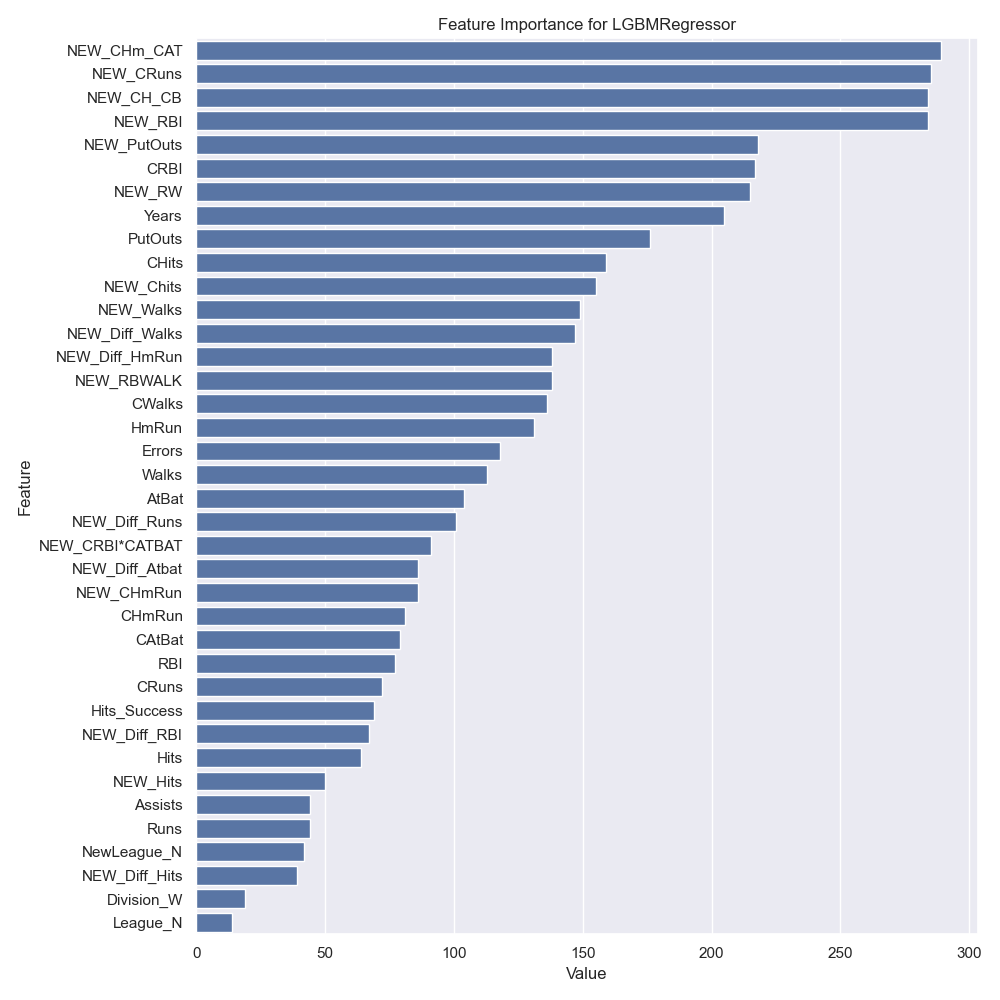 Feature Importance for LGBMRegressor
NEW_CHm_CAT
NEW_CRuns
NEW_CH_CB
NEW_RBI
NEW_PutOuts
CRBI
NEW_RW
Years
PutOuts
CHits
NEW_Chits
NEW_Walks
NEW_Diff_Walks
NEW_Diff_HmRun
NEW_RBWALK
CWalks
HmRun
Errors
Walks
AtBat
NEW_Diff_Runs
NEW_CRBI*CATBAT
NEW_Diff_Atbat
NEW_CHmRun
CHmRun
CAtBat
RBI
CRuns
Hits_Success
NEW_Diff_RBI
Hits
NEW_Hits
Assists
Runs
NewLeague_N
NEW_Diff_Hits
Division_W
League_N
Feature
0 50 100 150 200 250 300
Value